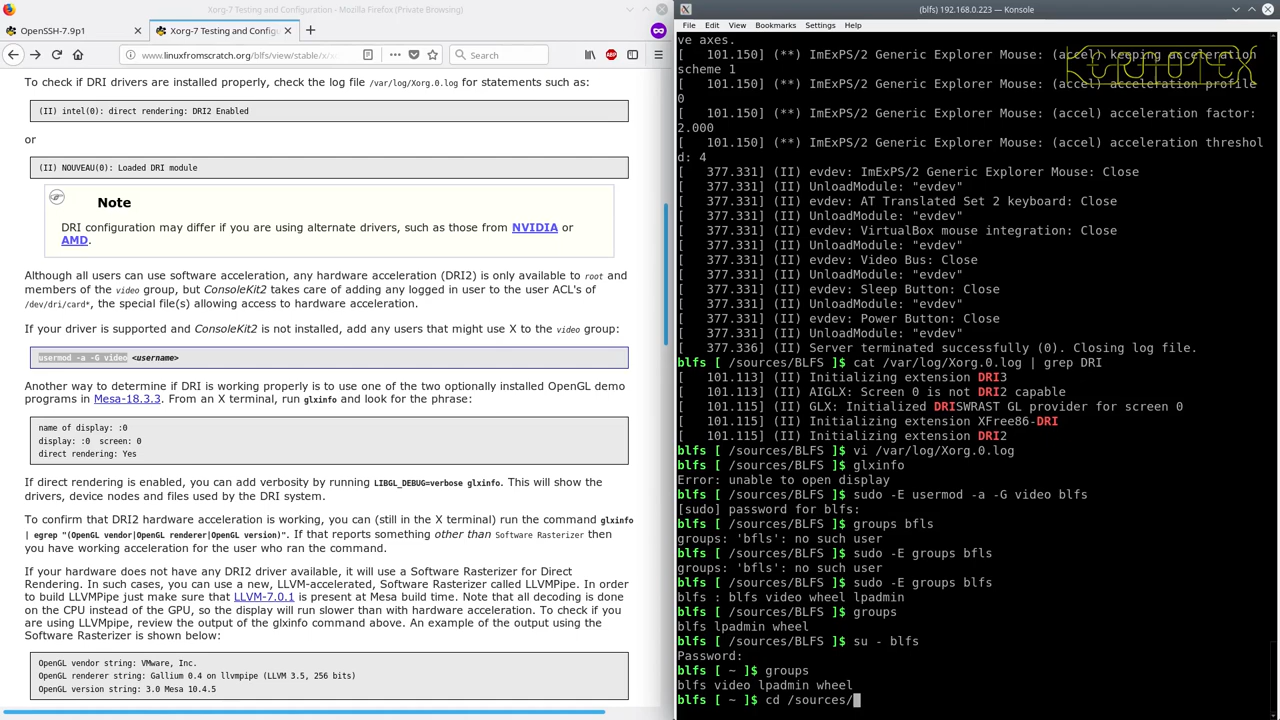 Xorg-7 Testing and Configuration - Mozilla Firefox (Private Browsing)
OpenSSH-7.9p1
Xorg-7 Testing and Configu
www.linuxfromscratch.org/blfs/view/stable/x/x
Search
To check if DRI drivers are installed properly, check the log file /var/log/Xorg.0.log for statements such as:
(II) intel(0): direct rendering: DRI2 Enabled
or
(II) NOUVEAU(0): Loaded DRI module
Note
DRI configuration may differ if you are using alternate drivers, such as those from NVIDIA or
AMD.
Although all users can use software acceleration, any hardware acceleration (DRI2) is only available to root and
members of the video group, but ConsoleKit2 takes care of adding any logged in user to the user ACL's of
/dev/dri/card*, the special file(s) allowing access to hardware acceleration.
If your driver is supported and ConsoleKit2 is not installed, add any users that might use X to the video group:
usermod -a -G video <username>
Another way to determine if DRI is working properly is to use one of the two optionally installed OpenGL demo
programs in Mesa-18.3.3. From an X terminal, run glxinfo and look for the phrase:
name of display: :0
display: :0  screen: 0
direct rendering: Yes
If direct rendering is enabled, you can add verbosity by running LIBGL_DEBUG=verbose glxinfo. This will show the
drivers, device nodes and files used by the DRI system.
To confirm that DRI2 hardware acceleration is working, you can (still in the X terminal) run the command glxinfo
| egrep "(OpenGL vendor|OpenGL renderer|OpenGL version)". If that reports something other than Software Rasterizer then
you have working acceleration for the user who ran the command.
If your hardware does not have any DRI2 driver available, it will use a Software Rasterizer for Direct
Rendering. In such cases, you can use a new, LLVM-accelerated, Software Rasterizer called LLVMPipe. In order
to build LLVMPipe just make sure that LLVM-7.0.1 is present at Mesa build time. Note that all decoding is done
on the CPU instead of the GPU, so the display will run slower than with hardware acceleration. To check if you
are using LLVMpipe, review the output of the glxinfo command above. An example of the output using the
Software Rasterizer is shown below:
OpenGL vendor string: VMware, Inc.
OpenGL renderer string: Gallium 0.4 on llvmpipe (LLVM 3.5, 256 bits)
OpenGL version string: 3.0 Mesa 10.4.5
(blfs) 192.168.0.223 — Konsole
File Edit View Bookmarks Settings Help
ve axes.
[   101.150] (**) ImExPS/2 Generic Explorer Mouse: (accel) keeping acceleration
scheme 1
[   101.150] (**) ImExPS/2 Generic Explorer Mouse: (accel) acceleration profile
0
[   101.150] (**) ImExPS/2 Generic Explorer Mouse: (accel) acceleration factor:
2.000
[   101.150] (**) ImExPS/2 Generic Explorer Mouse: (accel) acceleration threshol
d: 4
[   377.331] (II) evdev: ImExPS/2 Generic Explorer Mouse: Close
[   377.331] (II) UnloadModule: "evdev"
[   377.331] (II) evdev: AT Translated Set 2 keyboard: Close
[   377.331] (II) UnloadModule: "evdev"
[   377.331] (II) evdev: VirtualBox mouse integration: Close
[   377.331] (II) UnloadModule: "evdev"
[   377.331] (II) evdev: Video Bus: Close
[   377.331] (II) UnloadModule: "evdev"
[   377.331] (II) evdev: Sleep Button: Close
[   377.331] (II) UnloadModule: "evdev"
[   377.331] (II) evdev: Power Button: Close
[   377.331] (II) UnloadModule: "evdev"
[   377.336] (II) Server terminated successfully (0). Closing log file.
blfs [ /sources/BLFS ]$ cat /var/log/Xorg.0.log | grep DRI
[   101.113] (II) Initializing extension DRI3
[   101.113] (II) AIGLX: Screen 0 is not DRI2 capable
[   101.115] (II) GLX: Initialized DRISWRAST GL provider for screen 0
[   101.115] (II) Initializing extension XFree86-DRI
[   101.115] (II) Initializing extension DRI2
blfs [ /sources/BLFS ]$ vi /var/log/Xorg.0.log
blfs [ /sources/BLFS ]$ glxinfo
Error: unable to open display
blfs [ /sources/BLFS ]$ sudo -E usermod -a -G video blfs
[sudo] password for blfs:
blfs [ /sources/BLFS ]$ groups bfls
groups: 'bfls': no such user
blfs [ /sources/BLFS ]$ sudo -E groups bfls
groups: 'bfls': no such user
blfs [ /sources/BLFS ]$ sudo -E groups blfs
blfs : blfs video wheel lpadmin
blfs [ /sources/BLFS ]$ groups
blfs lpadmin wheel
blfs [ /sources/BLFS ]$ su - blfs
Password:
blfs [ ~ ]$ groups
blfs video lpadmin wheel
blfs [ ~ ]$ cd /sources/